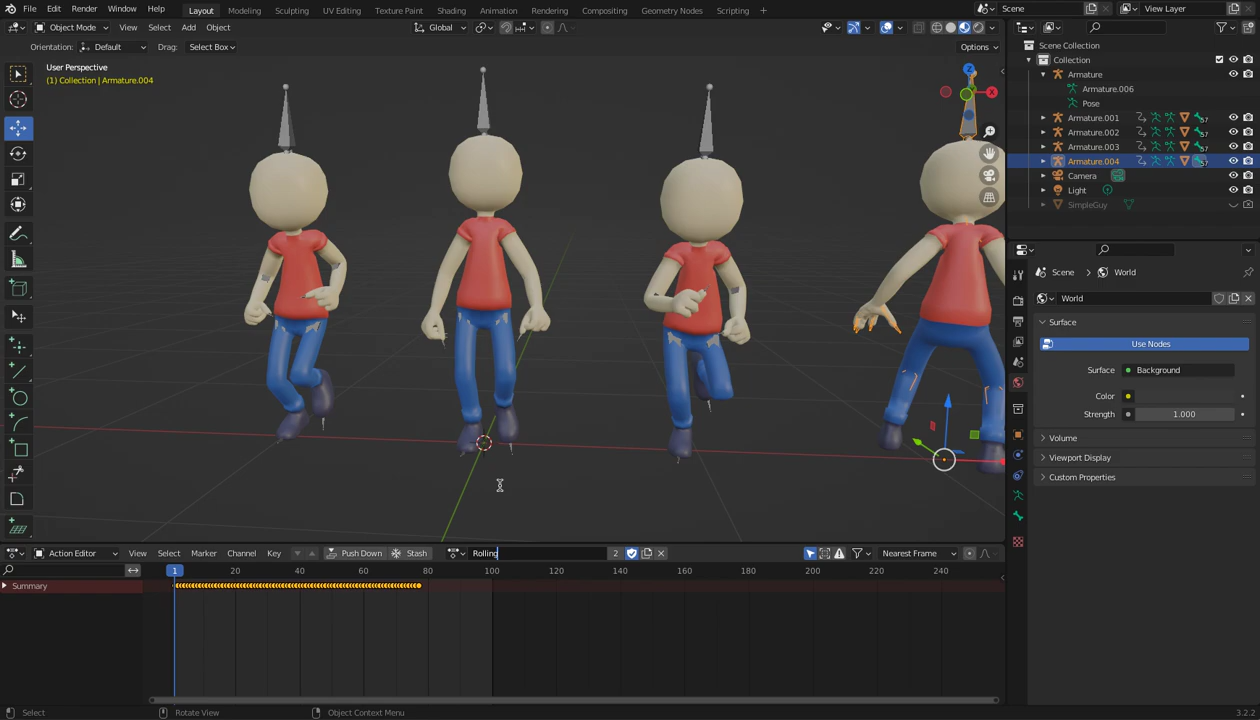 File Edit Render Window Help Layout Modeling Sculpting UV Editing Texture Paint Shading Animation Rendering Compositing Geometry Nodes Scripting + Scene View Layer
Object Mode View Select Add Object Global
Orientation: Default Drag: Select Box Options
User Perspective
(1) Collection | Armature.004
Z
X
Scene Collection
Collection
Armature
Armature.006
Pose
Armature.001 57
Armature.002 57
Armature.003 57
Armature.004 57
Camera
Light
SimpleGuy
Scene > World
World
Surface
Use Nodes
Surface Background
Color
Strength 1.000
Volume
Viewport Display
Custom Properties
Action Editor View Select Marker Channel Key Push Down Stash Rolling 2 Nearest Frame
1 20 40 60 80 100 120 140 160 180 200 220 240
Summary
Select Rotate View Object Context Menu 3.2.2